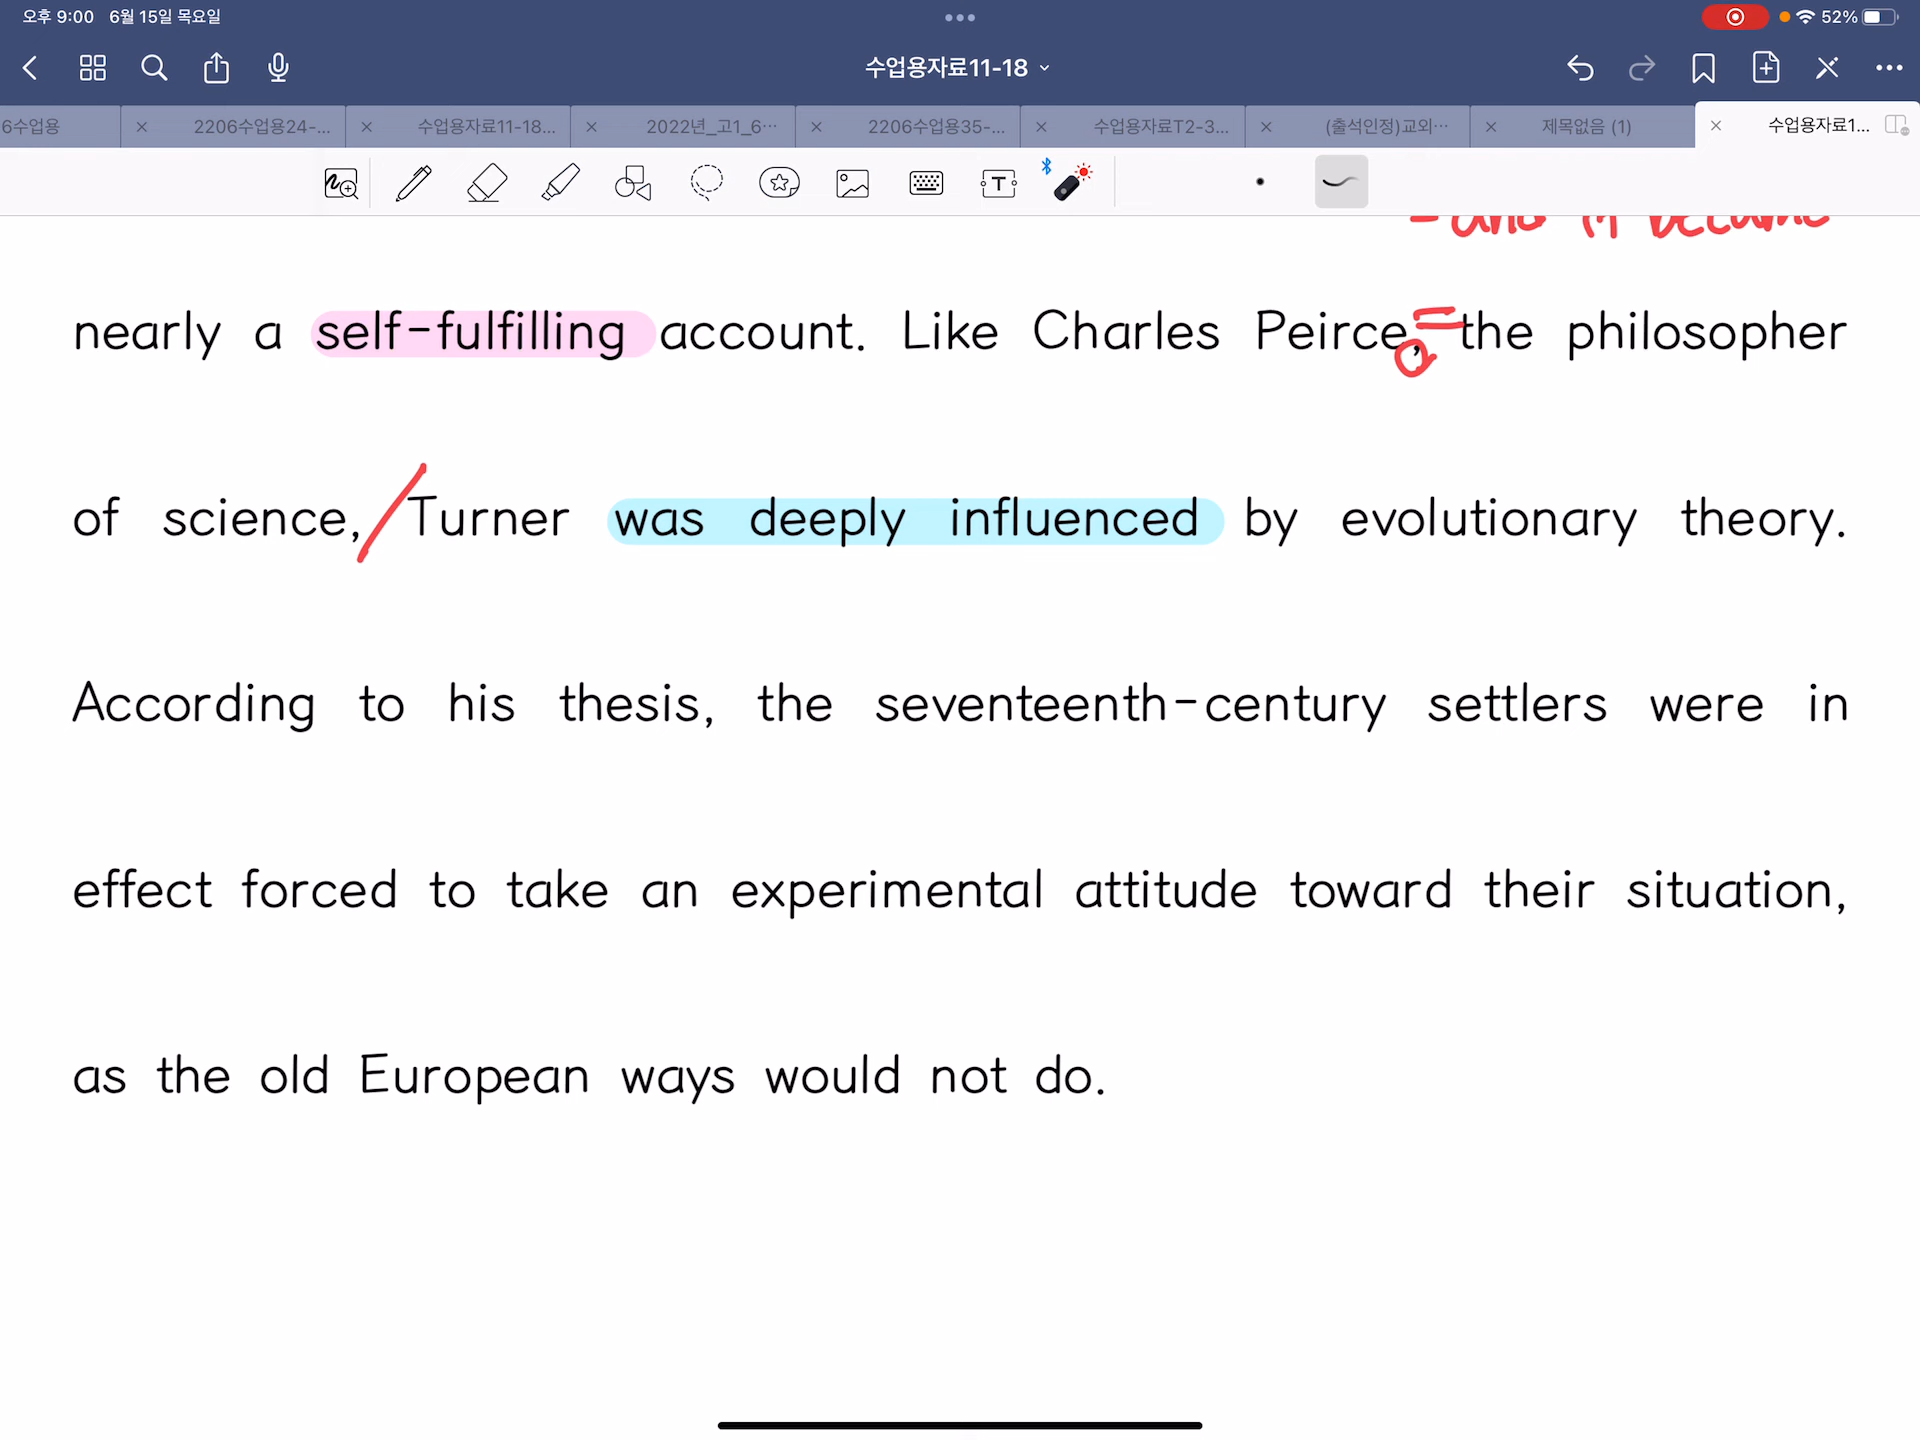 오후 9:00 6월 15일 목요일
52%
수업용자료11-18
6수업용
2206수업용24-...
수업용자료11-18...
2022년_고1_6...
2206수업용35-...
수업용자료T2-3...
(출석인정)교외...
제목없음 (1)
수업용자료1...
T
nearly a self-fulfilling account. Like Charles Peirce, = the philosopher
of science, / Turner was deeply influenced by evolutionary theory.
According to his thesis, the seventeenth-century settlers were in
effect forced to take an experimental attitude toward their situation,
as the old European ways would not do.